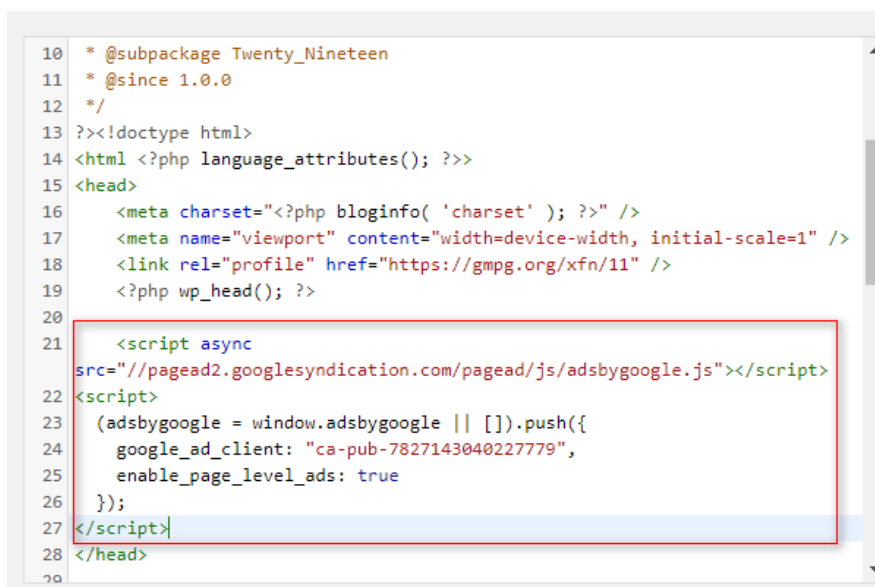 10 * @subpackage Twenty_Nineteen
11 * @since 1.0.0
12 */
13 ?><!doctype html>
14 <html <?php language_attributes(); ?>>
15 <head>
16 <meta charset="<?php bloginfo( 'charset' ); ?>" />
17 <meta name="viewport" content="width=device-width, initial-scale=1" />
18 <link rel="profile" href="https://gmpg.org/xfn/11" />
19 <?php wp_head(); ?>
20
21 <script async
src="//pagead2.googlesyndication.com/pagead/js/adsbygoogle.js"></script>
22 <script>
23 (adsbygoogle = window.adsbygoogle || []).push({
24 google_ad_client: "ca-pub-7827143040227779",
25 enable_page_level_ads: true
26 });
27 </script>
28 </head>
29